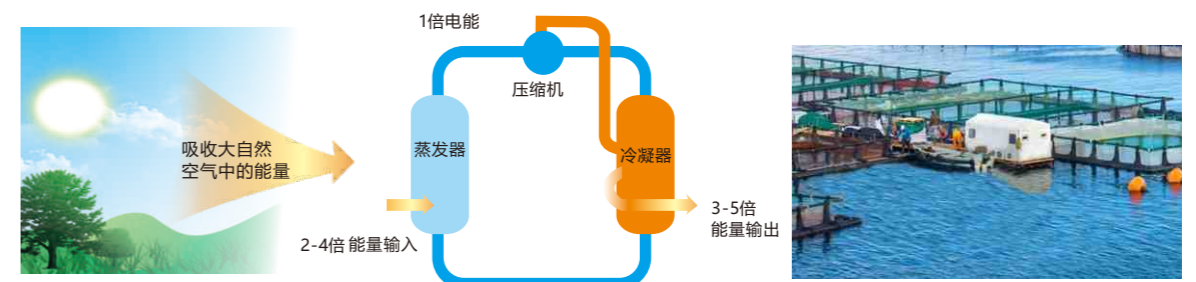 1倍电能
压缩机
吸收大自然
空气中的能量
蒸发器
冷凝器
2-4倍 能量输入
3-5倍
能量输出